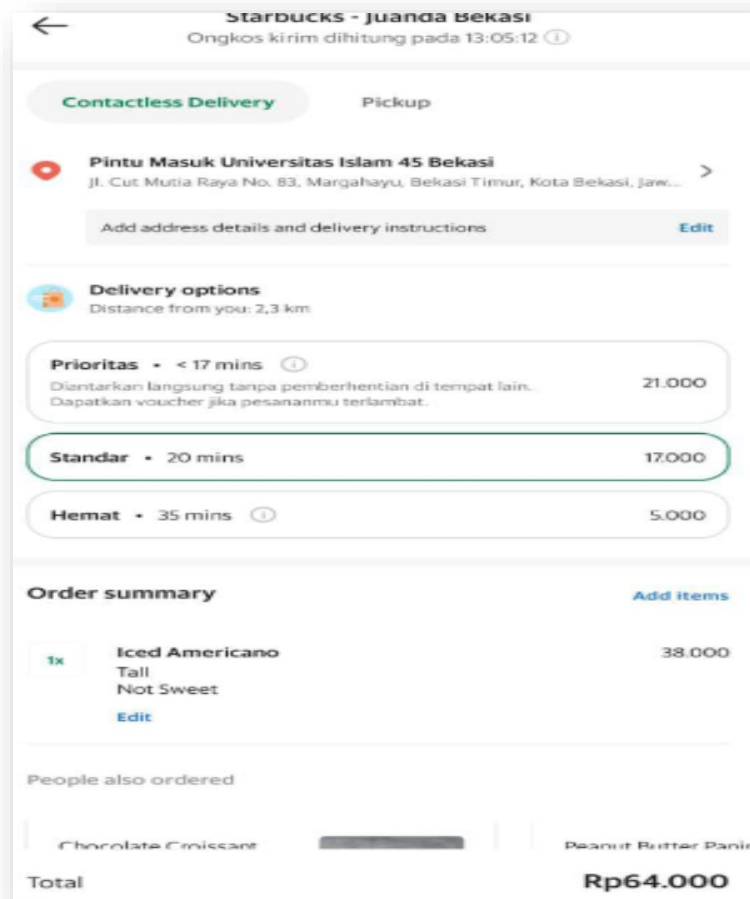 Starbucks - Juanda Bekasi
Ongkos kirim dihitung pada 13:05:12
Contactless Delivery
Pickup
Pintu Masuk Universitas Islam 45 Bekasi
Jl. Cut Mutia Raya No. 83, Margahayu, Bekasi Timur, Kota Bekasi, Jaw...
Add address details and delivery instructions
Edit
Delivery options
Distance from you: 2,3 km
Prioritas • < 17 mins
Diantarkan langsung tanpa pemberhentian di tempat lain.
Dapatkan voucher jika pesananmu terlambat.
21.000
Standar • 20 mins
17.000
Hemat • 35 mins
5.000
Order summary
Add items
1x
Iced Americano
38.000
Tall
Not Sweet
Edit
People also ordered
Chocolate Croissant
Peanut Butter Panir
Total
Rp64.000